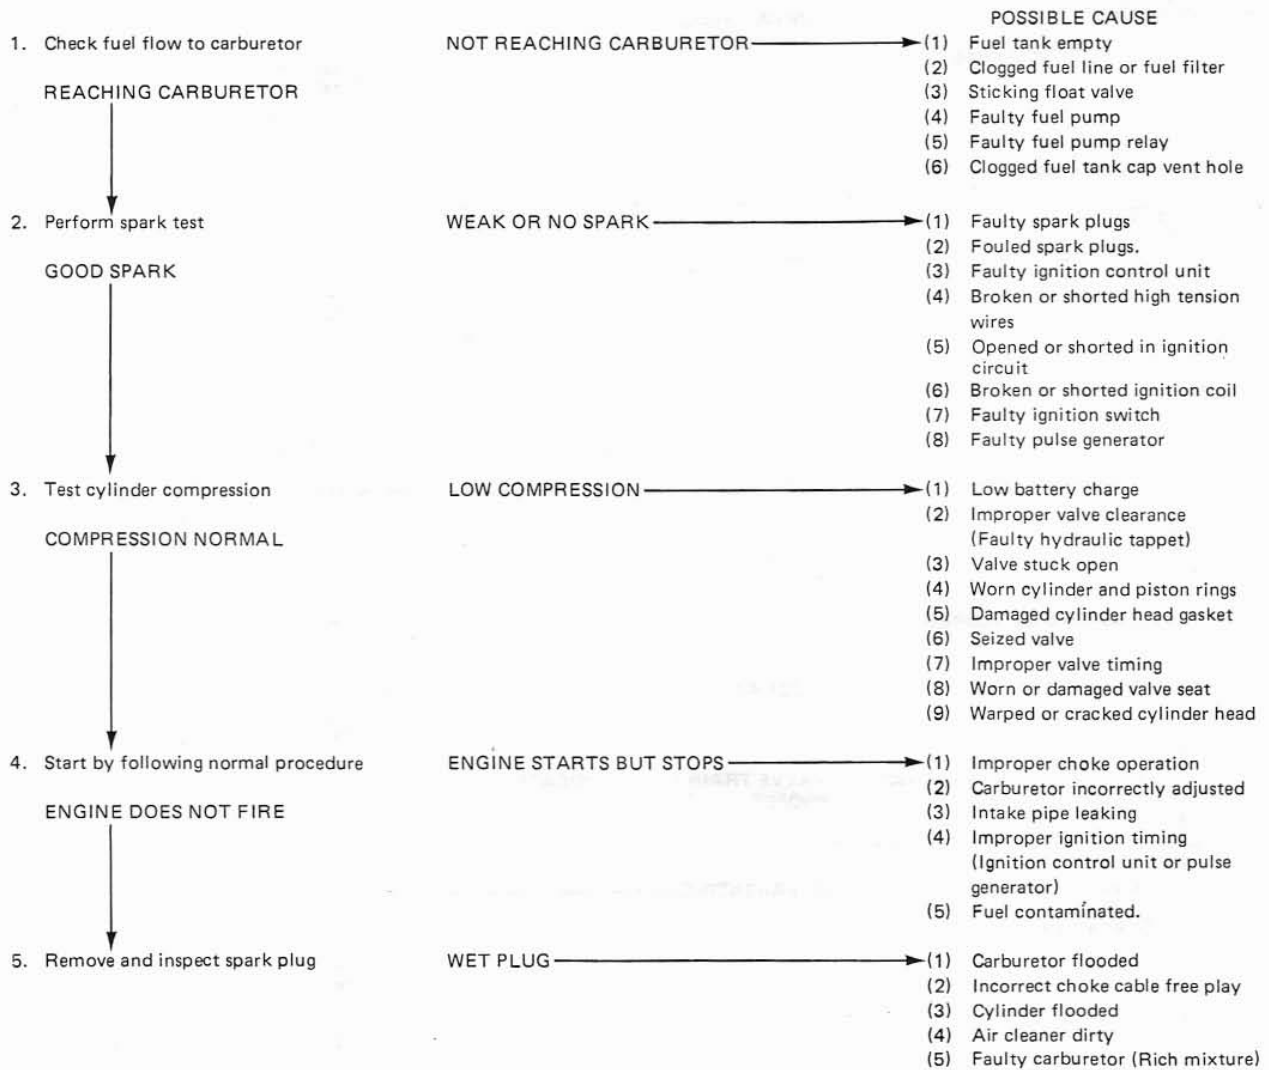 POSSIBLE CAUSE
1. Check fuel flow to carburetor
NOT REACHING CARBURETOR
(1) Fuel tank empty
(2) Clogged fuel line or fuel filter
REACHING CARBURETOR
(3) Sticking float valve
(4) Faulty fuel pump
(5) Faulty fuel pump relay
(6) Clogged fuel tank cap vent hole
2. Perform spark test
WEAK OR NO SPARK
(1) Faulty spark plugs
(2) Fouled spark plugs.
GOOD SPARK
(3) Faulty ignition control unit
(4) Broken or shorted high tension
wires
(5) Opened or shorted in ignition
circuit
(6) Broken or shorted ignition coil
(7) Faulty ignition switch
(8) Faulty pulse generator
3. Test cylinder compression
LOW COMPRESSION
(1) Low battery charge
(2) Improper valve clearance
(Faulty hydraulic tappet)
COMPRESSION NORMAL
(3) Valve stuck open
(4) Worn cylinder and piston rings
(5) Damaged cylinder head gasket
(6) Seized valve
(7) Improper valve timing
(8) Worn or damaged valve seat
(9) Warped or cracked cylinder head
4. Start by following normal procedure
ENGINE STARTS BUT STOPS
(1) Improper choke operation
(2) Carburetor incorrectly adjusted
ENGINE DOES NOT FIRE
(3) Intake pipe leaking
(4) Improper ignition timing
(Ignition control unit or pulse
generator)
(5) Fuel contaminated.
5. Remove and inspect spark plug
WET PLUG
(1) Carburetor flooded
(2) Incorrect choke cable free play
(3) Cylinder flooded
(4) Air cleaner dirty
(5) Faulty carburetor (Rich mixture)